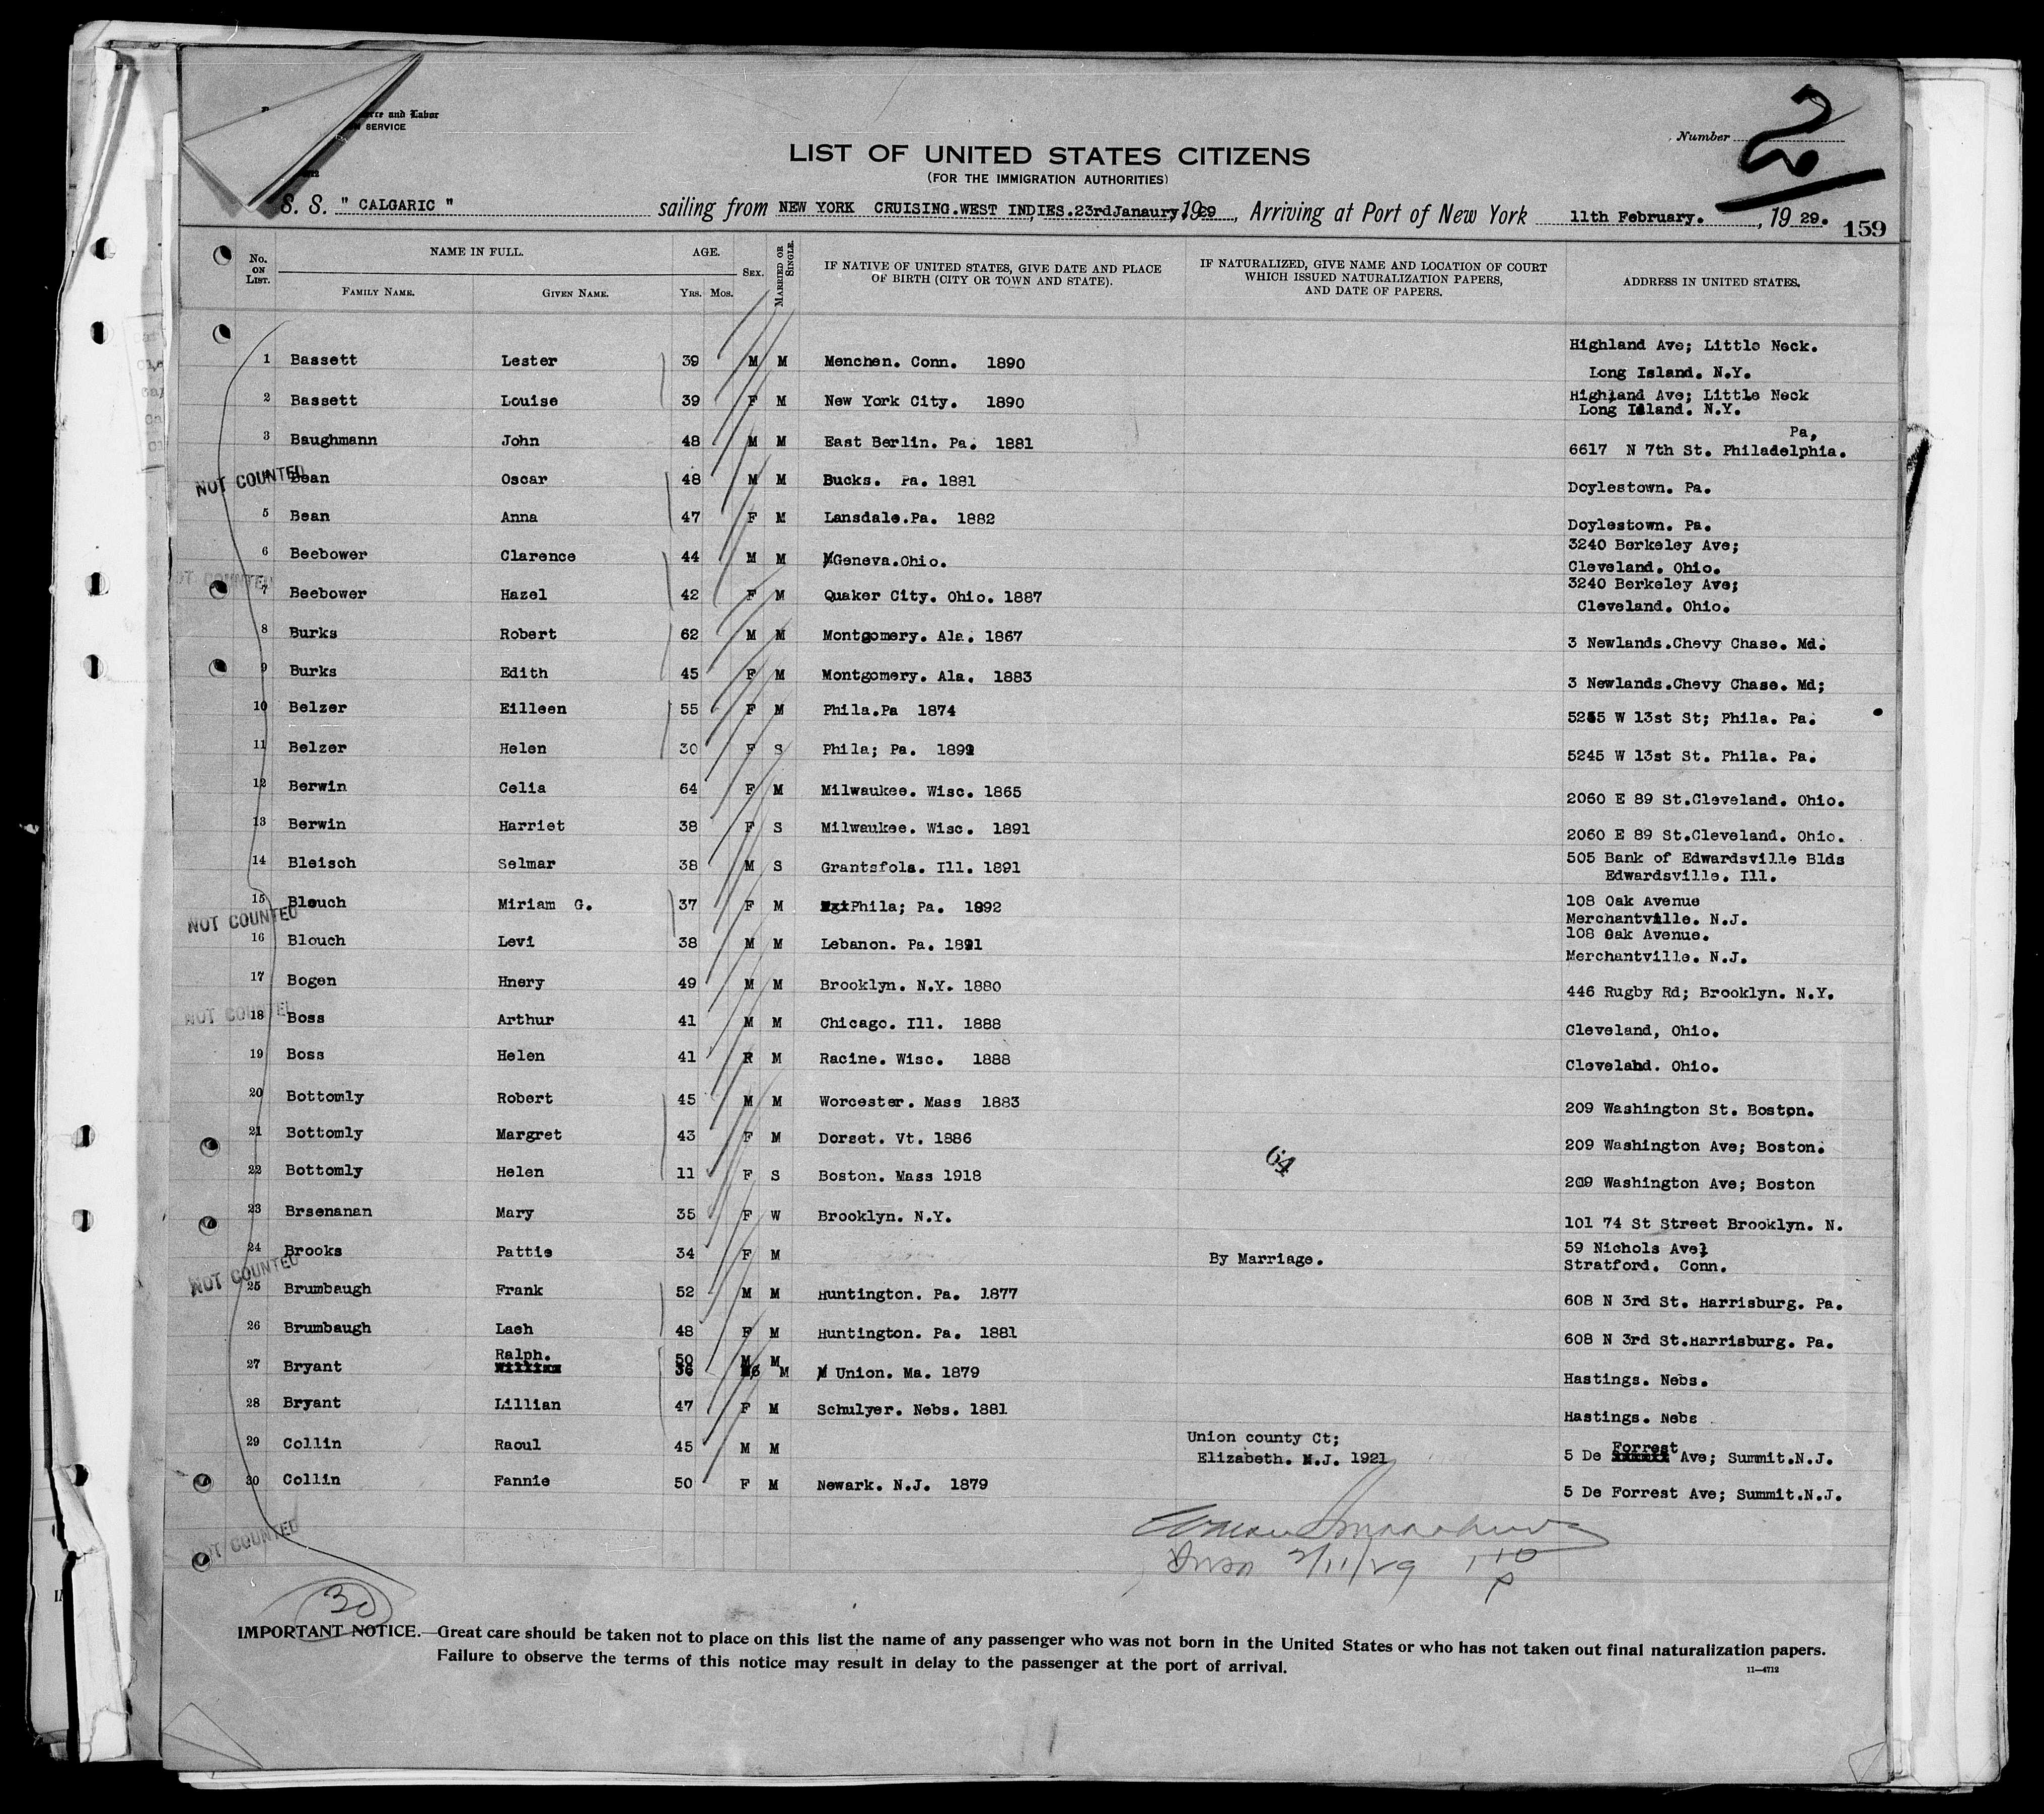 rce and Labor
SERVICE
Number
20
LIST OF UNITED STATES CITIZENS
(FOR THE IMMIGRATION AUTHORITIES)
S. S. " CALGARIC " sailing from NEW YORK CRUISING.WEST INDIES.23rdJanaury. 1929, Arriving at Port of New York 11th February. , 19 29. 159
No. ON LIST. NAME IN FULL. AGE. SEX. MARRIED OR SINGLE. IF NATIVE OF UNITED STATES, GIVE DATE AND PLACE OF BIRTH (CITY OR TOWN AND STATE). IF NATURALIZED, GIVE NAME AND LOCATION OF COURT WHICH ISSUED NATURALIZATION PAPERS, AND DATE OF PAPERS. ADDRESS IN UNITED STATES.
FAMILY NAME. GIVEN NAME. YRS. MOS.
1 Bassett Lester 39 M M Menchen. Conn. 1890 Highland Ave; Little Neck.
Long Island. N.Y.
2 Bassett Louise 39 F M New York City. 1890 Highland Ave; Little Neck
Long Island. N.Y.
3 Baughmann John 48 M M East Berlin. Pa. 1881 6617 N 7th St. Philadelphia. Pa,
NOT COUNTED
Bean Oscar 48 M M Bucks. Pa. 1881 Doylestown. Pa.
5 Bean Anna 47 F M Lansdale.Pa. 1882 Doylestown. Pa.
6 Beebower Clarence 44 M M Geneva.Ohio. 3240 Berkeley Ave;
Cleveland. Ohio.
NOT COUNTED
7 Beebower Hazel 42 F M Quaker City. Ohio. 1887 3240 Berkeley Ave;
Cleveland. Ohio.
8 Burks Robert 62 M M Montgomery. Ala. 1867 3 Newlands.Chevy Chase. Md.
9 Burks Edith 45 F M Montgomery. Ala. 1883 3 Newlands.Chevy Chase. Md;
10 Belzer Eilleen 55 F M Phila.Pa 1874 5255 W 13st St; Phila. Pa.
11 Belzer Helen 30 F S Phila; Pa. 1899 5245 W 13st St. Phila. Pa.
12 Berwin Celia 64 F M Milwaukee. Wisc. 1865 2060 E 89 St.Cleveland. Ohio.
13 Berwin Harriet 38 F S Milwaukee. Wisc. 1891 2060 E 89 St.Cleveland. Ohio.
14 Bleisch Selmar 38 M S Grantsfola. Ill. 1891 505 Bank of Edwardsville Blds
Edwardsville. Ill.
15 Blouch Miriam G. 37 F M Phila; Pa. 1892 108 Oak Avenue
Merchantville. N.J.
NOT COUNTED
16 Blouch Levi 38 M M Lebanon. Pa. 1891 108 Oak Avenue.
Merchantville. N.J.
17 Bogen Hnery 49 M M Brooklyn. N.Y. 1880 446 Rugby Rd; Brooklyn. N.Y.
NOT COUNTED
18 Boss Arthur 41 M M Chicago. Ill. 1888 Cleveland, Ohio.
19 Boss Helen 41 R M Racine. Wisc. 1888 Cleveland. Ohio.
20 Bottomly Robert 45 M M Worcester. Mass 1883 209 Washington St. Boston.
21 Bottomly Margret 43 F M Dorset. Vt. 1886 209 Washington Ave; Boston.
64
22 Bottomly Helen 11 F S Boston. Mass 1918 209 Washington Ave; Boston
23 Brsenanan Mary 35 F W Brooklyn. N.Y. 101 74 St Street Brooklyn. N.
24 Brooks Pattie 34 F M By Marriage. 59 Nichols Ave;
Stratford. Conn.
NOT COUNTED
25 Brumbaugh Frank 52 M M Huntington. Pa. 1877 608 N 3rd St. Harrisburg. Pa.
26 Brumbaugh Laeh 48 F M Huntington. Pa. 1881 608 N 3rd St.Harrisburg. Pa.
27 Bryant Ralph. 50 M M Union. Ma. 1879 Hastings. Nebs.
28 Bryant Lillian 47 F M Schulyer. Nebs. 1881 Hastings. Nebs
29 Collin Raoul 45 M M Union county Ct;
Elizabeth. N.J. 1921 5 De Forrest Ave; Summit.N.J.
30 Collin Fannie 50 F M Newark. N.J. 1879 5 De Forrest Ave; Summit.N.J.
NOT COUNTED
2/11/29
30
IMPORTANT NOTICE.—Great care should be taken not to place on this list the name of any passenger who was not born in the United States or who has not taken out final naturalization papers.
Failure to observe the terms of this notice may result in delay to the passenger at the port of arrival.
11—4712